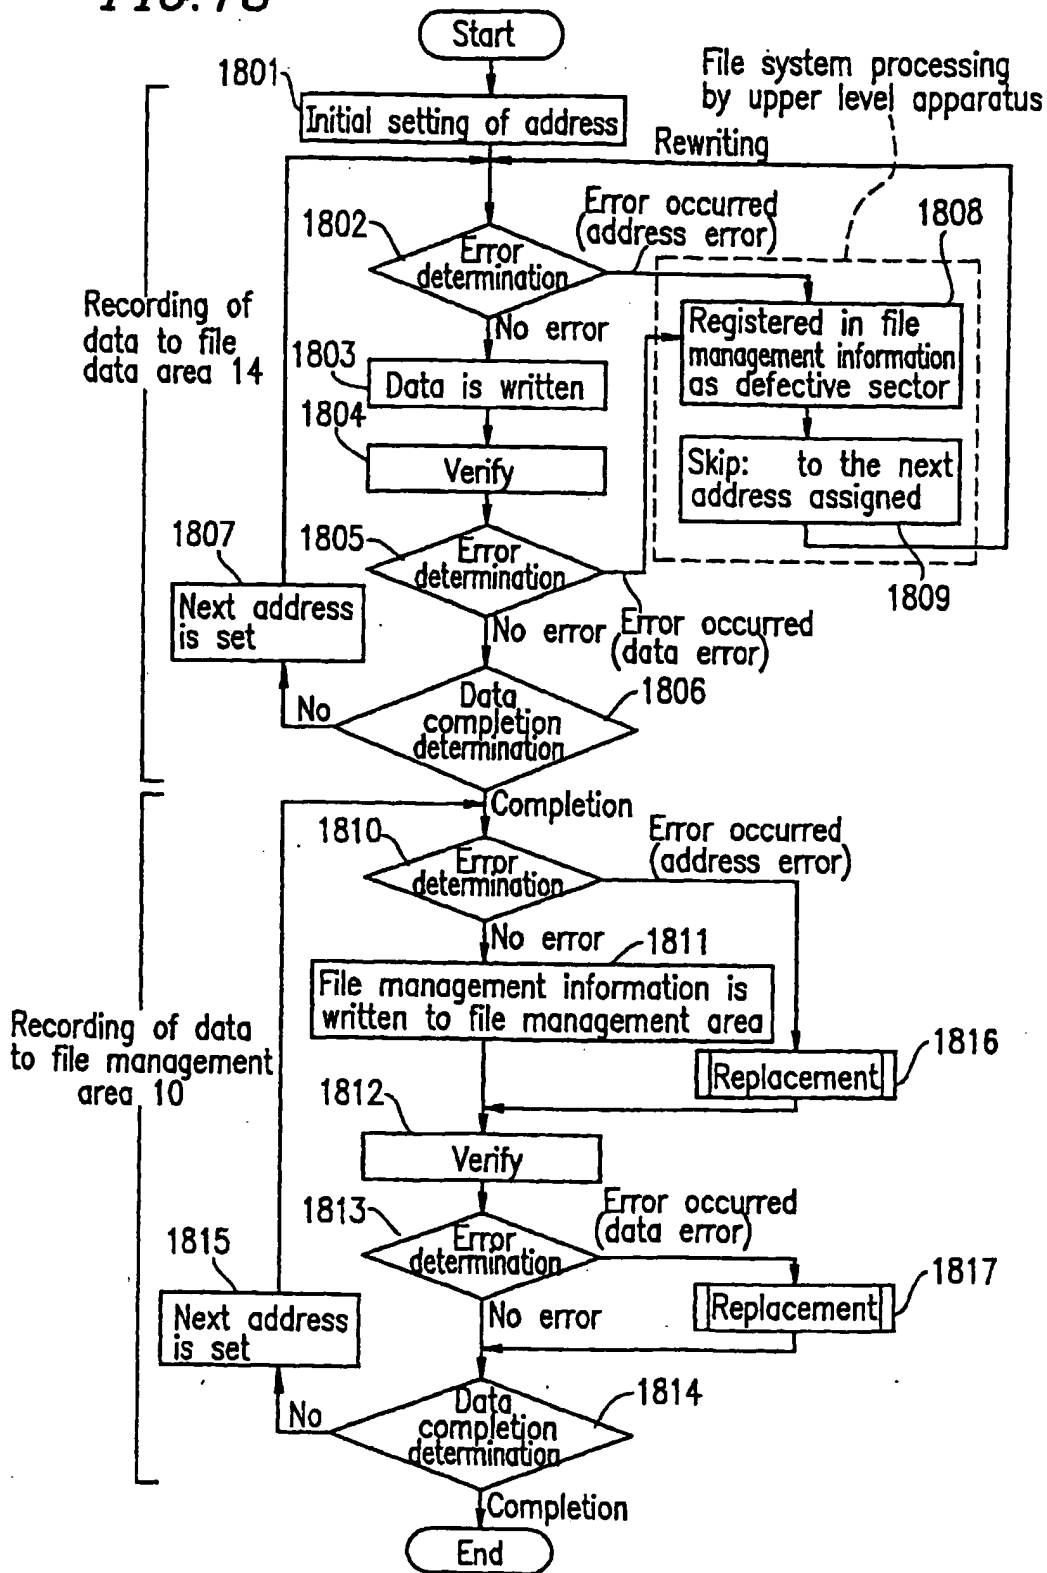 FIG. 18
Start
1801
Initial setting of address
File system processing
by upper level apparatus
Rewriting
1802
Error
determination
Error occurred
(address error)
1808
Recording of
data to file
data area 14
No error
Registered in file
management information
as defective sector
1803
Data is written
1804
Verify
Skip: to the next
address assigned
1807
1805
Error
determination
1809
Next address
is set
No error
Error occurred
(data error)
1806
No
Data
completion
determination
Completion
1810
Error
determination
Error occurred
(address error)
No error
1811
File management information is
written to file management area
Recording of data
to file management
area 10
1816
Replacement
1812
Verify
1813
Error
determination
Error occurred
(data error)
1815
1817
Next address
is set
No error
Replacement
1814
No
Data
completion
determination
Completion
End